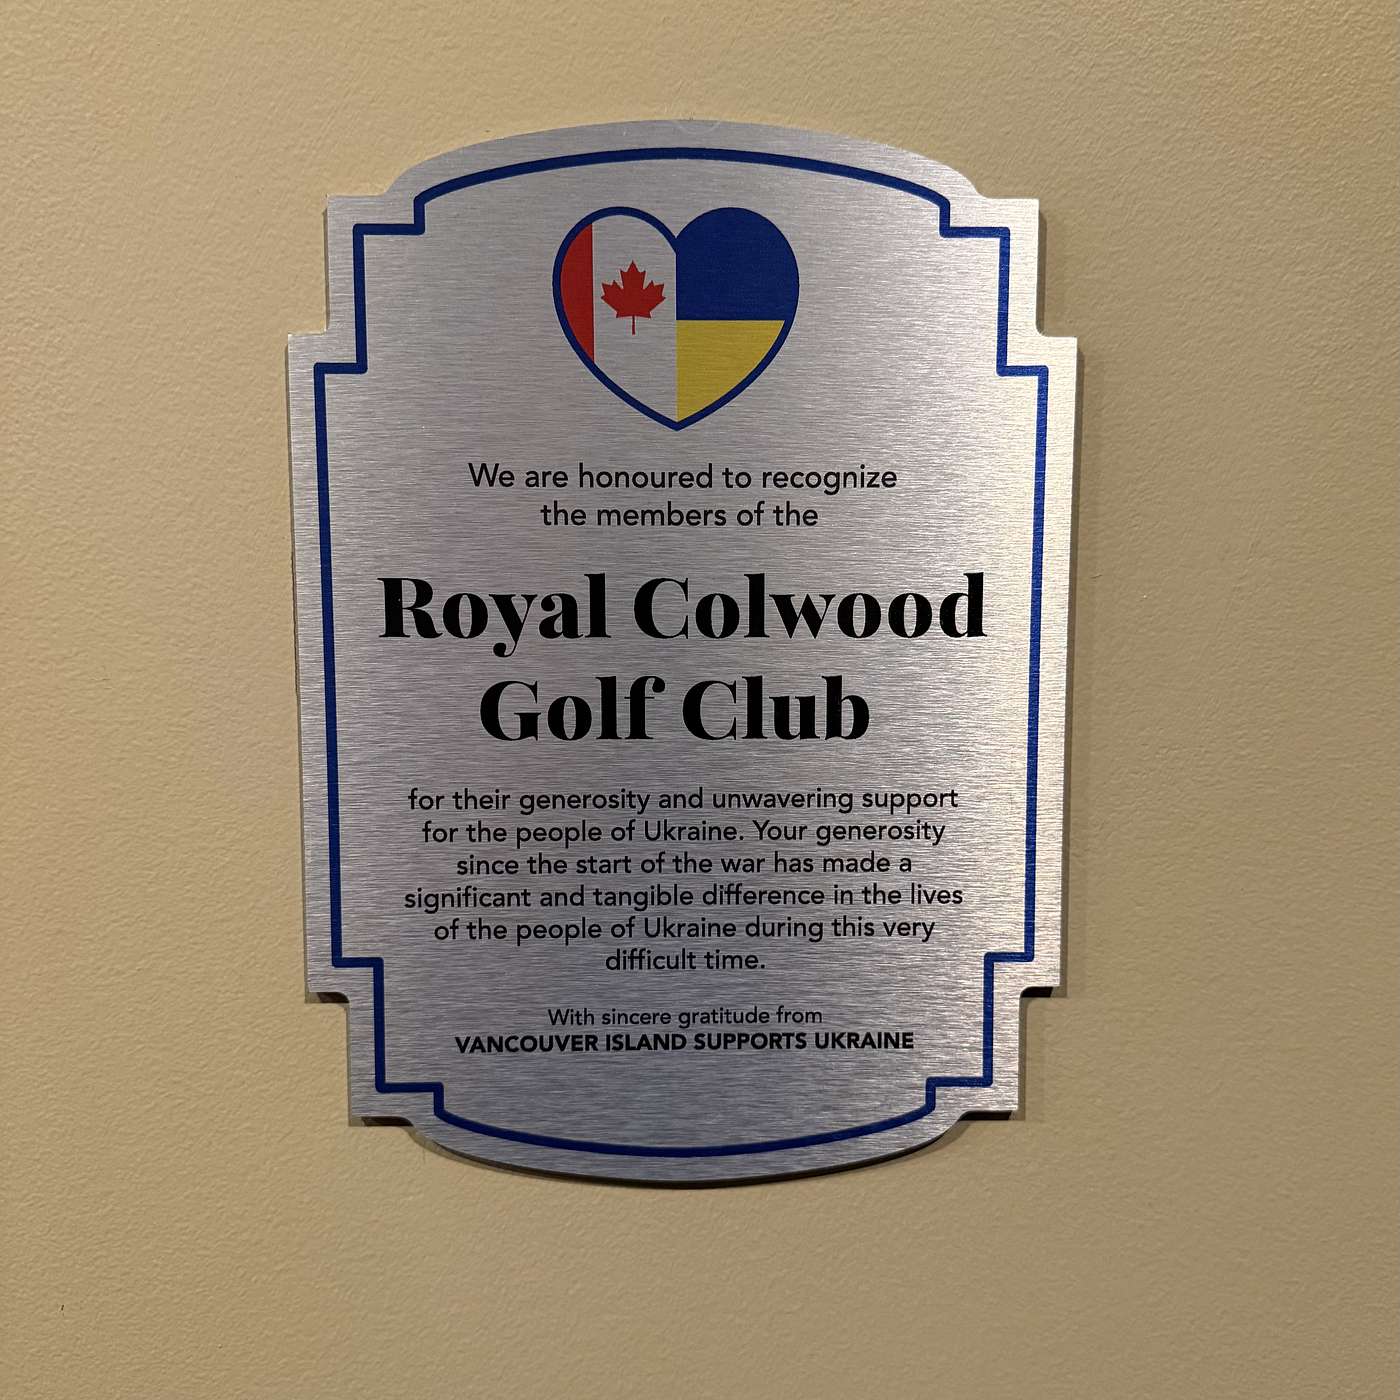 We are honoured to recognize
the members of the
Royal Colwood
Golf Club
for their generosity and unwavering support
for the people of Ukraine. Your generosity
since the start of the war has made a
significant and tangible difference in the lives
of the people of Ukraine during this very
difficult time.
With sincere gratitude from
VANCOUVER ISLAND SUPPORTS UKRAINE